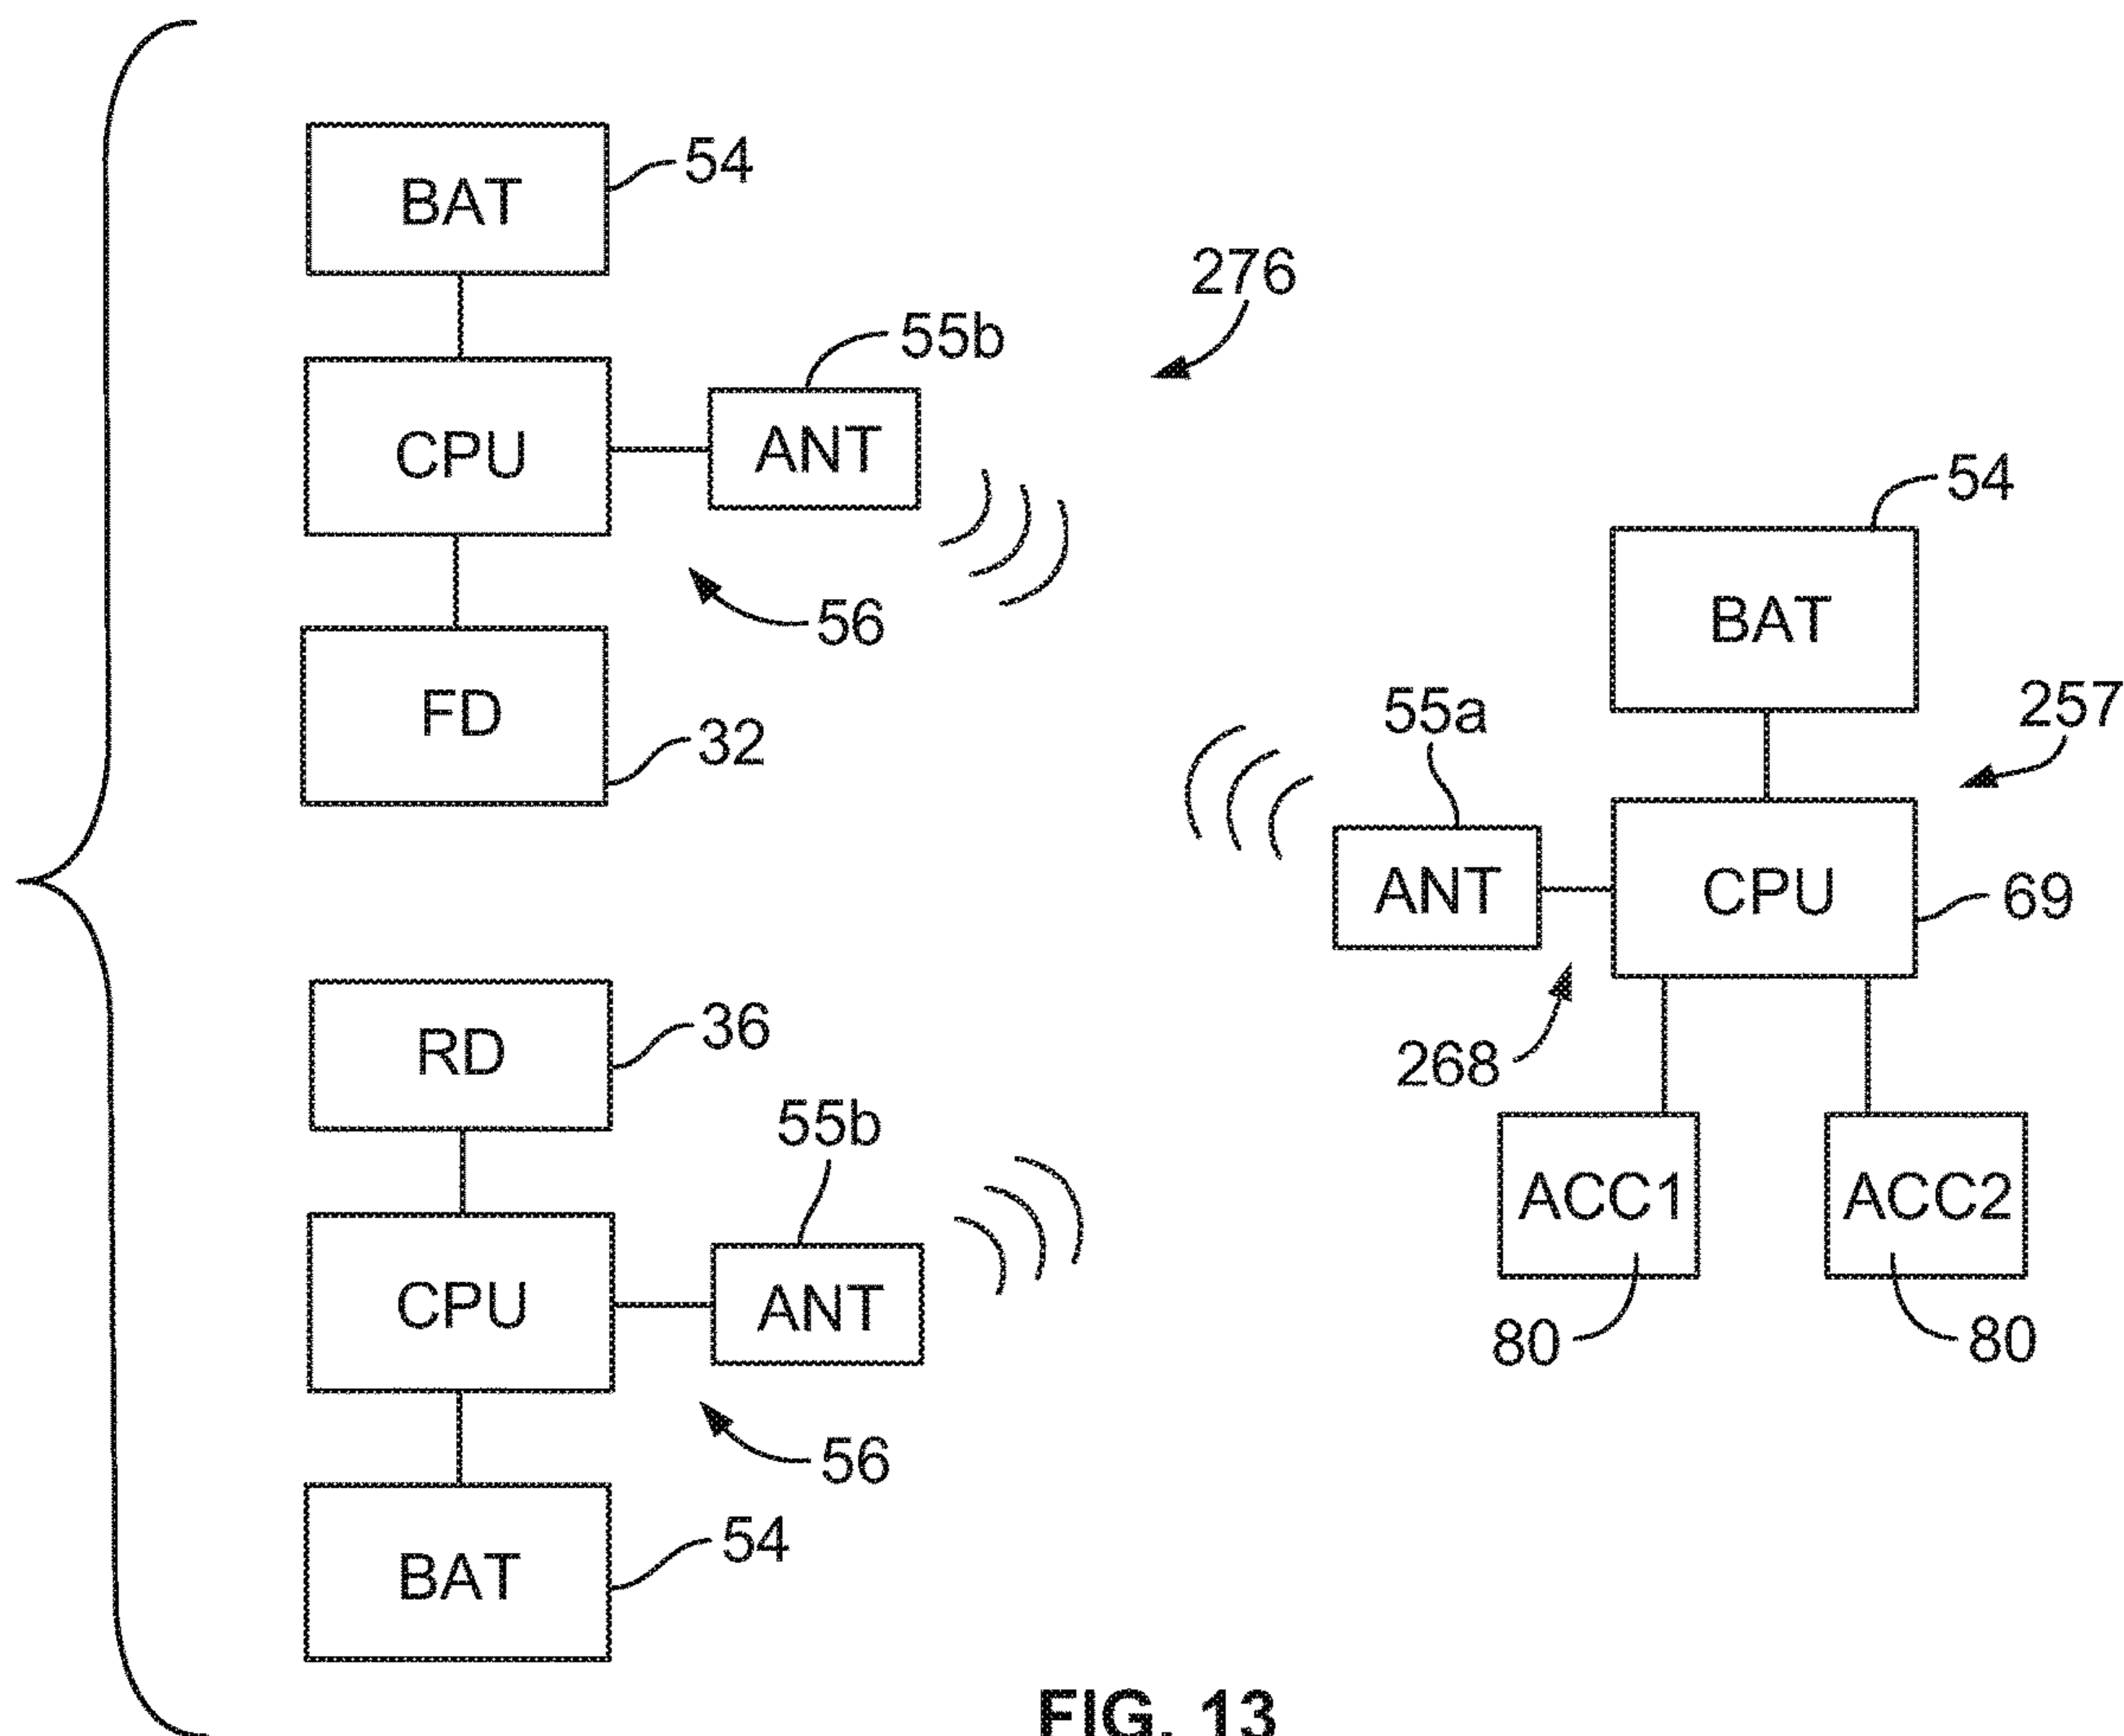 BAT
54
276
55b
CPU
ANT
54
56
BAT
FD
32
55a
257
ANT
CPU
69
RD
36
268
55b
ACC1
ACC2
CPU
ANT
80
80
56
BAT
54
FIG. 13